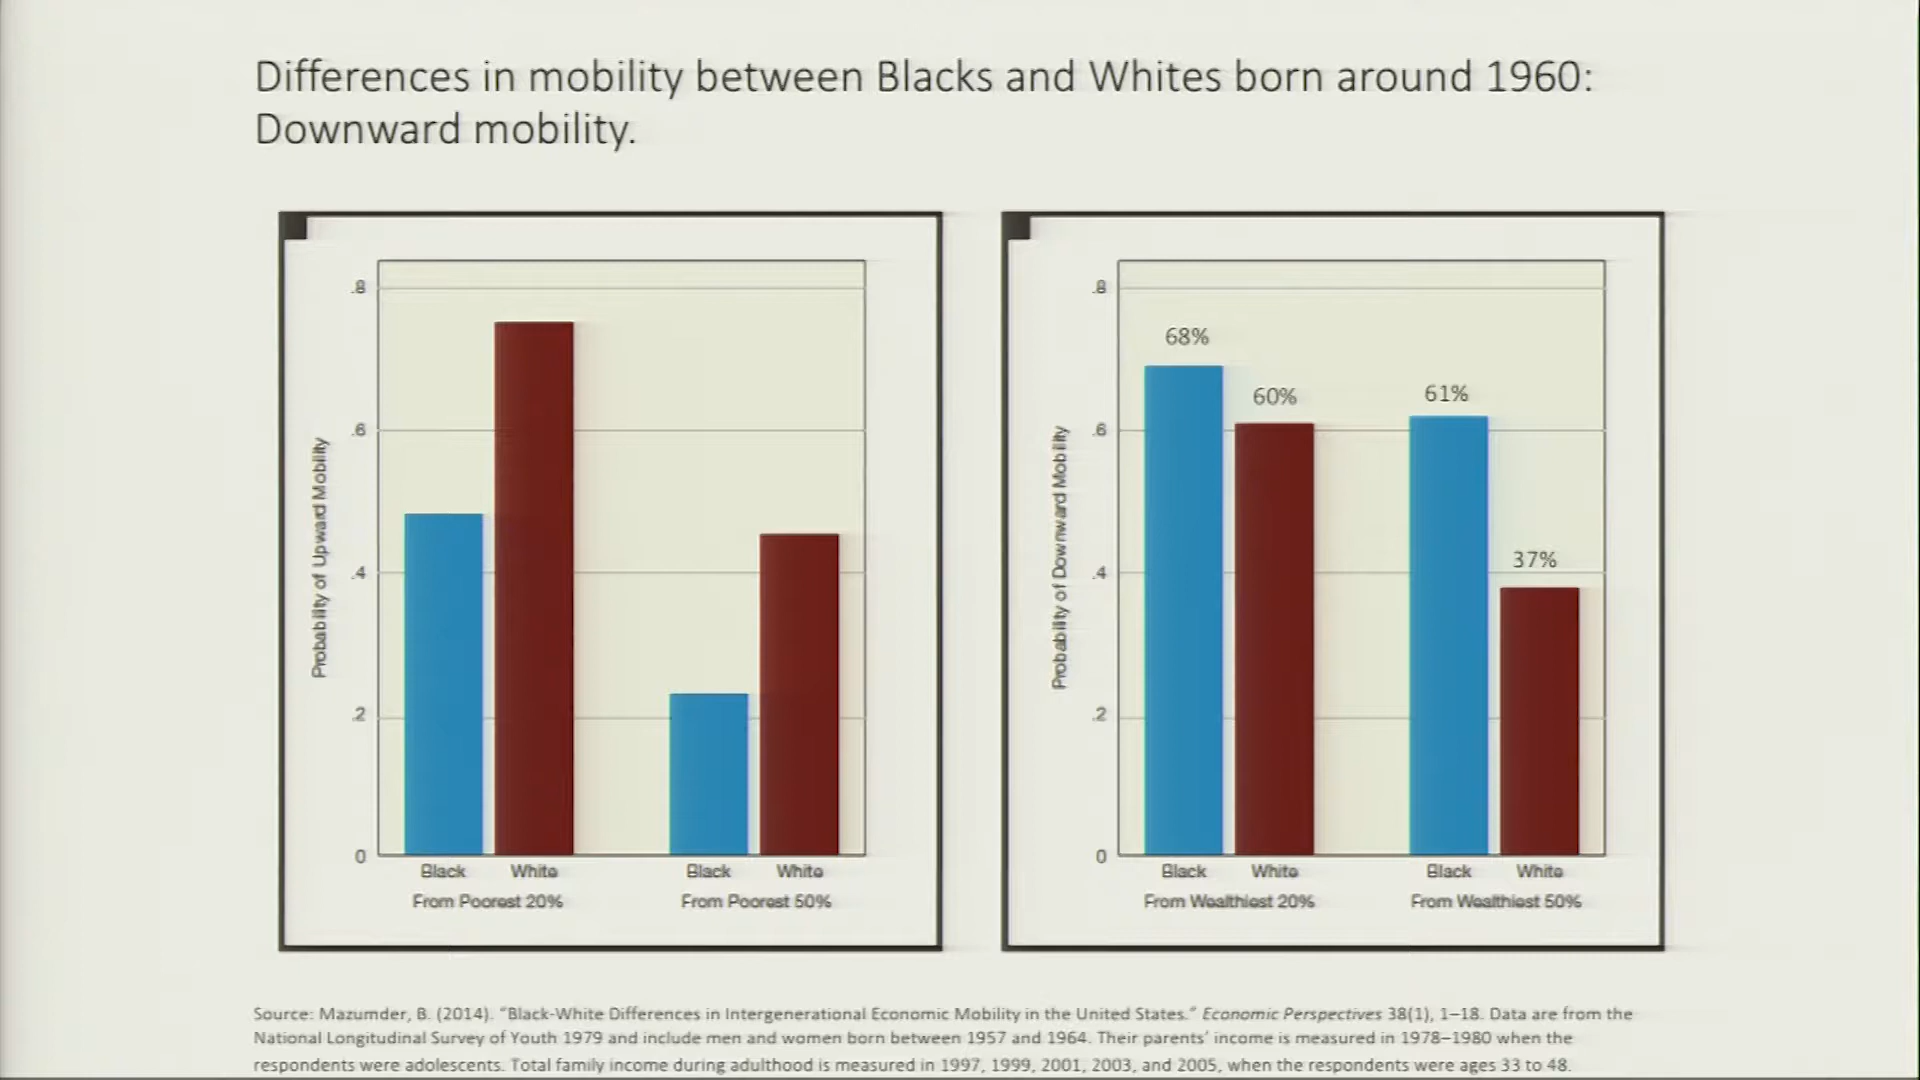 Differences in mobility between Blacks and Whites born around 1960:
Downward mobility.
Probability of Upward Mobility
.8
.6
.4
.2
0
Black White Black White
From Poorest 20% From Poorest 50%
Probability of Downward Mobility
.8
.6
.4
.2
0
68%
60%
61%
37%
Black White Black White
From Wealthiest 20% From Wealthiest 50%
Source: Mazumder, B. (2014). “Black-White Differences in Intergenerational Economic Mobility in the United States.” Economic Perspectives 38(1), 1–18. Data are from the
National Longitudinal Survey of Youth 1979 and include men and women born between 1957 and 1964. Their parents’ income is measured in 1978–1980 when the
respondents were adolescents. Total family income during adulthood is measured in 1997, 1999, 2001, 2003, and 2005, when the respondents were ages 33 to 48.